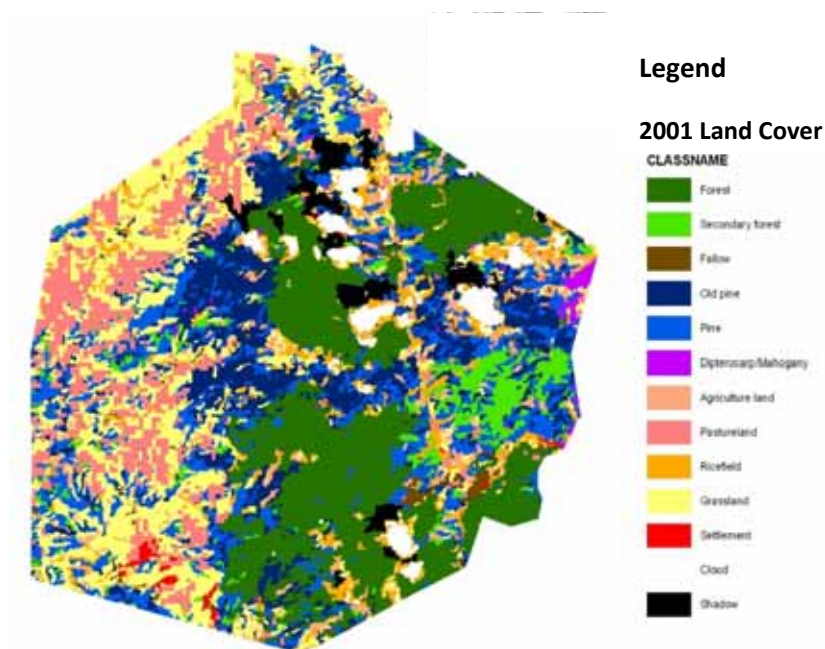 Legend
2001 Land Cover
CLASSNAME
Forest
Secondary forest
Fallow
Old pine
Pine
Dipterocarp/Mahogany
Agriculture land
Pastureland
Ricefield
Grassland
Settlement
Cloud
Shadow